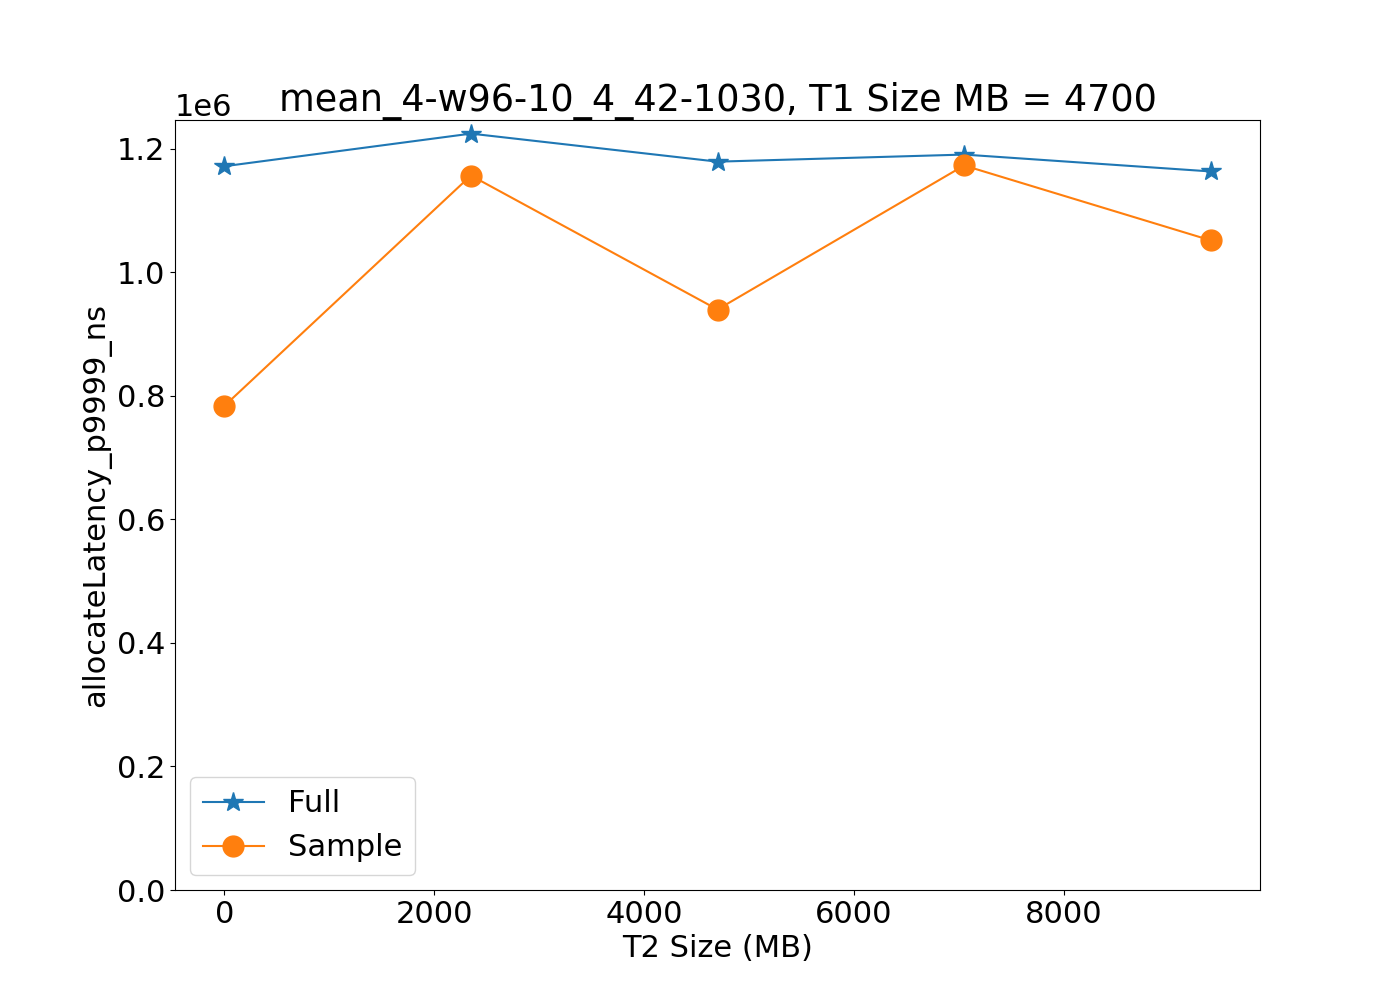 mean_4-w96-10_4_42-1030, T1 Size MB = 4700
1e6
1.2
1.0
0.8
0.6
0.4
0.2
0.0
allocateLatency_p9999_ns
Full
Sample
0 2000 4000 6000 8000
T2 Size (MB)